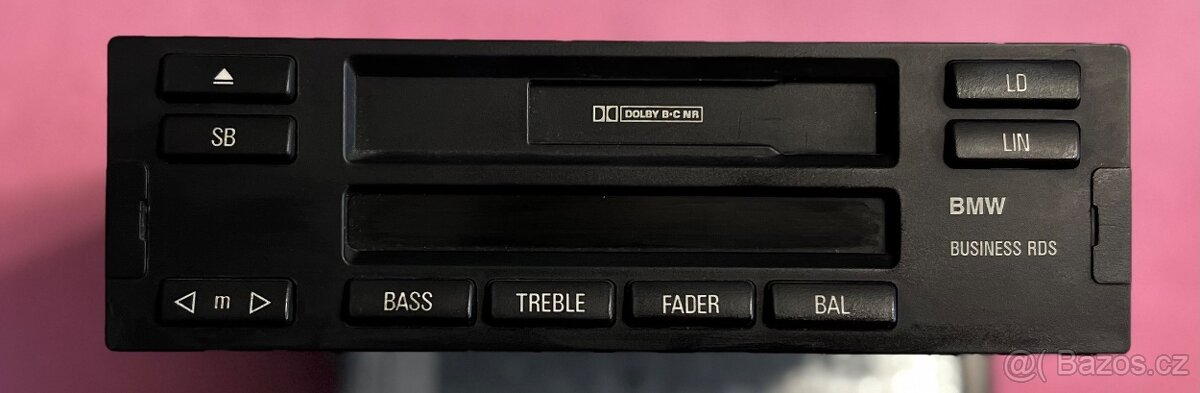 SB
DOLBY B·C NR
LD
LIN
BMW
BUSINESS RDS
m
BASS
TREBLE
FADER
BAL
@( Bazos.cz